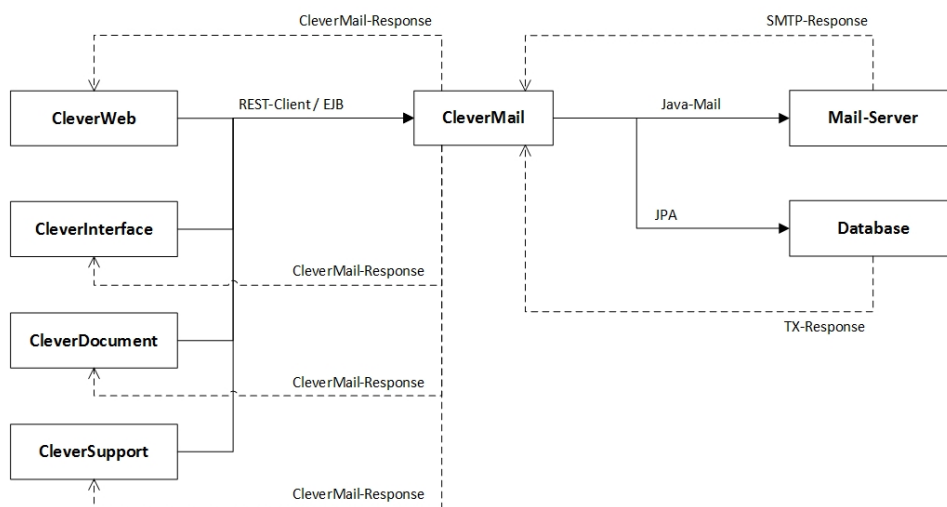 CleverMail-Response
SMTP-Response
CleverWeb
REST-Client / EJB
CleverMail
Java-Mail
Mail-Server
CleverInterface
JPA
Database
CleverMail-Response
TX-Response
CleverDocument
CleverMail-Response
CleverSupport
CleverMail-Response